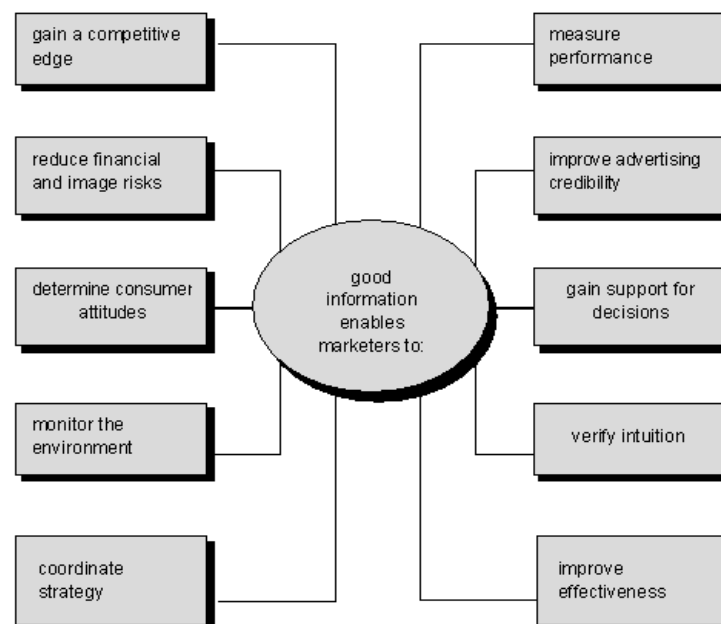 gain a competitive
edge
reduce financial
and image risks
determine consumer
attitudes
monitor the
environment
coordinate
strategy
good
information
enables
marketers to:
measure
performance
improve advertising
credibility
gain support for
decisions
verify intuition
improve
effectiveness